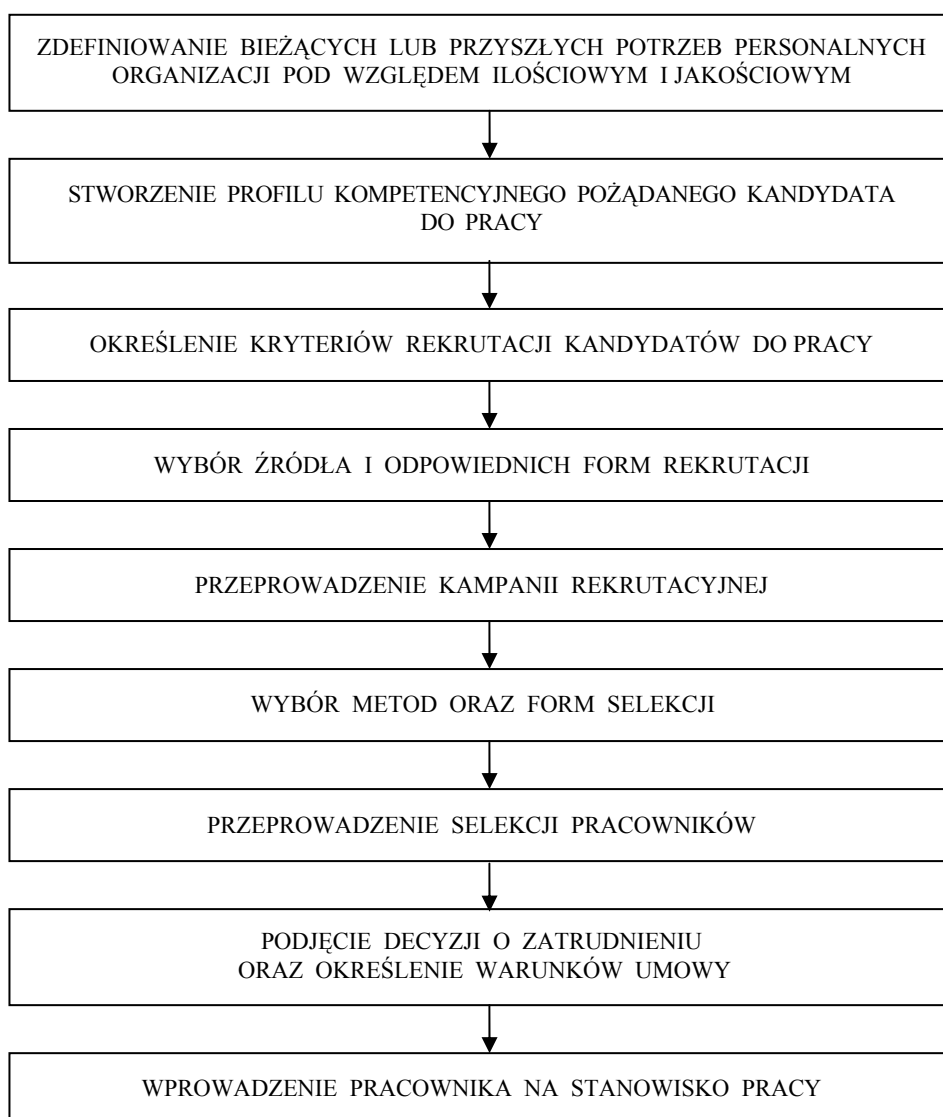 ZDEFINIOWANIE BIEŻĄCYCH LUB PRZYSZŁYCH POTRZEB PERSONALNYCH
ORGANIZACJI POD WZGLĘDEM ILOŚCIOWYM I JAKOŚCIOWYM
STWORZENIE PROFILU KOMPETENCYJNEGO POŻĄDANEGO KANDYDATA
DO PRACY
OKREŚLENIE KRYTERIÓW REKRUTACJI KANDYDATÓW DO PRACY
WYBÓR ŹRÓDŁA I ODPOWIEDNICH FORM REKRUTACJI
PRZEPROWADZENIE KAMPANII REKRUTACYJNEJ
WYBÓR METOD ORAZ FORM SELEKCJI
PRZEPROWADZENIE SELEKCJI PRACOWNIKÓW
PODJĘCIE DECYZJI O ZATRUDNIENIU
ORAZ OKREŚLENIE WARUNKÓW UMOWY
WPROWADZENIE PRACOWNIKA NA STANOWISKO PRACY